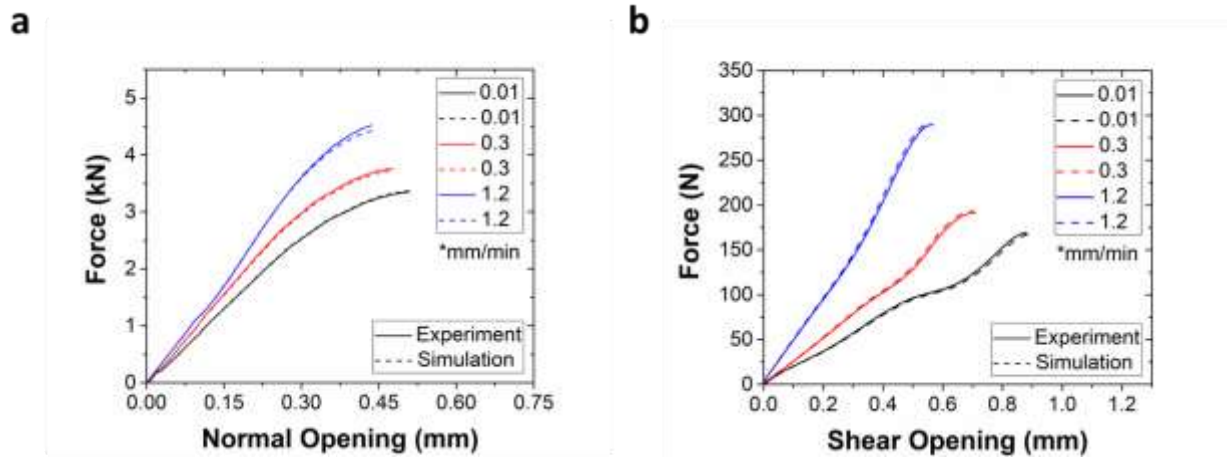 a
Force (kN)
5
4
3
2
1
0
0.00 0.15 0.30 0.45 0.60 0.75
Normal Opening (mm)
0.01
0.01
0.3
0.3
1.2
1.2
*mm/min
Experiment
Simulation
b
Force (N)
350
300
250
200
150
100
50
0
0.0 0.2 0.4 0.6 0.8 1.0 1.2
Shear Opening (mm)
0.01
0.01
0.3
0.3
1.2
1.2
*mm/min
Experiment
Simulation